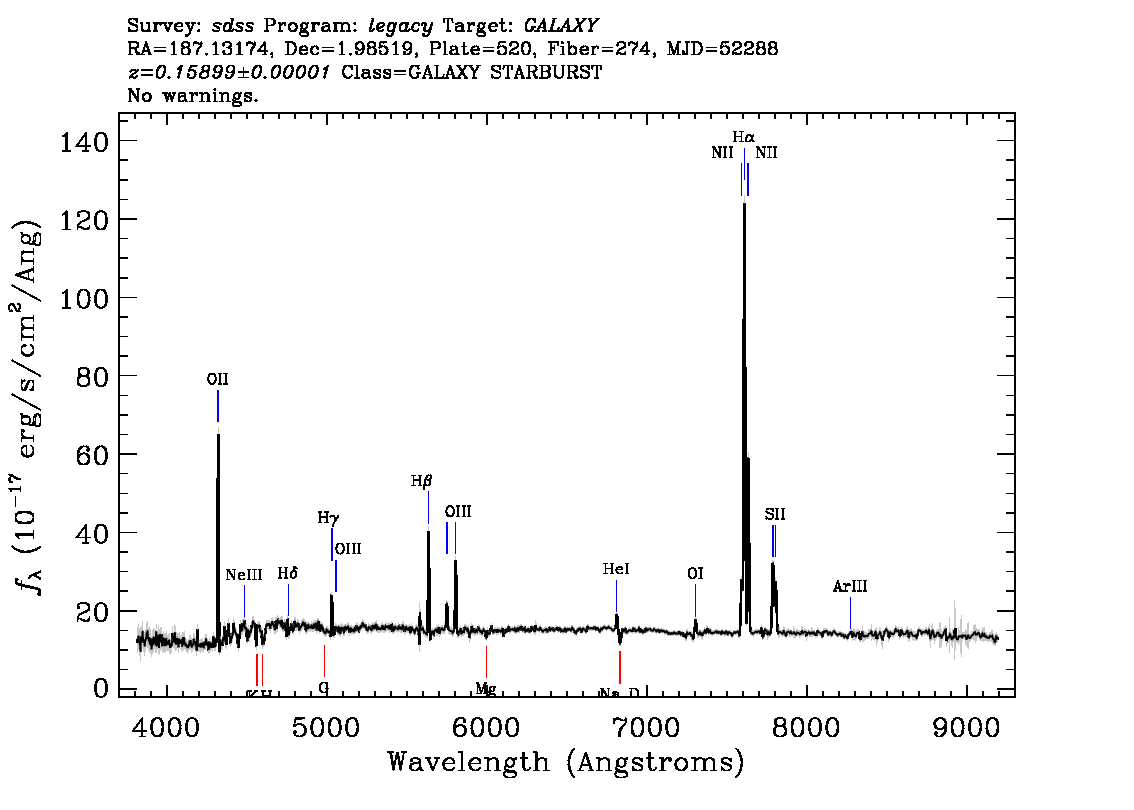 Survey: sdss Program: legacy Target: GALAXY
RA=187.13174, Dec=1.98519, Plate=520, Fiber=274, MJD=52288
z=0.15899±0.00001 Class=GALAXY STARBURST
No warnings.
140
120
100
80
60
40
20
0
fλ (10⁻¹⁷ erg/s/cm²/Ang)
Hα
NII NII
OII
Hβ
OIII
Hγ
OIII
SII
NeIII Hδ
HeI
OI
ArIII
K H
G
Mg
Na D
4000 5000 6000 7000 8000 9000
Wavelength (Angstroms)